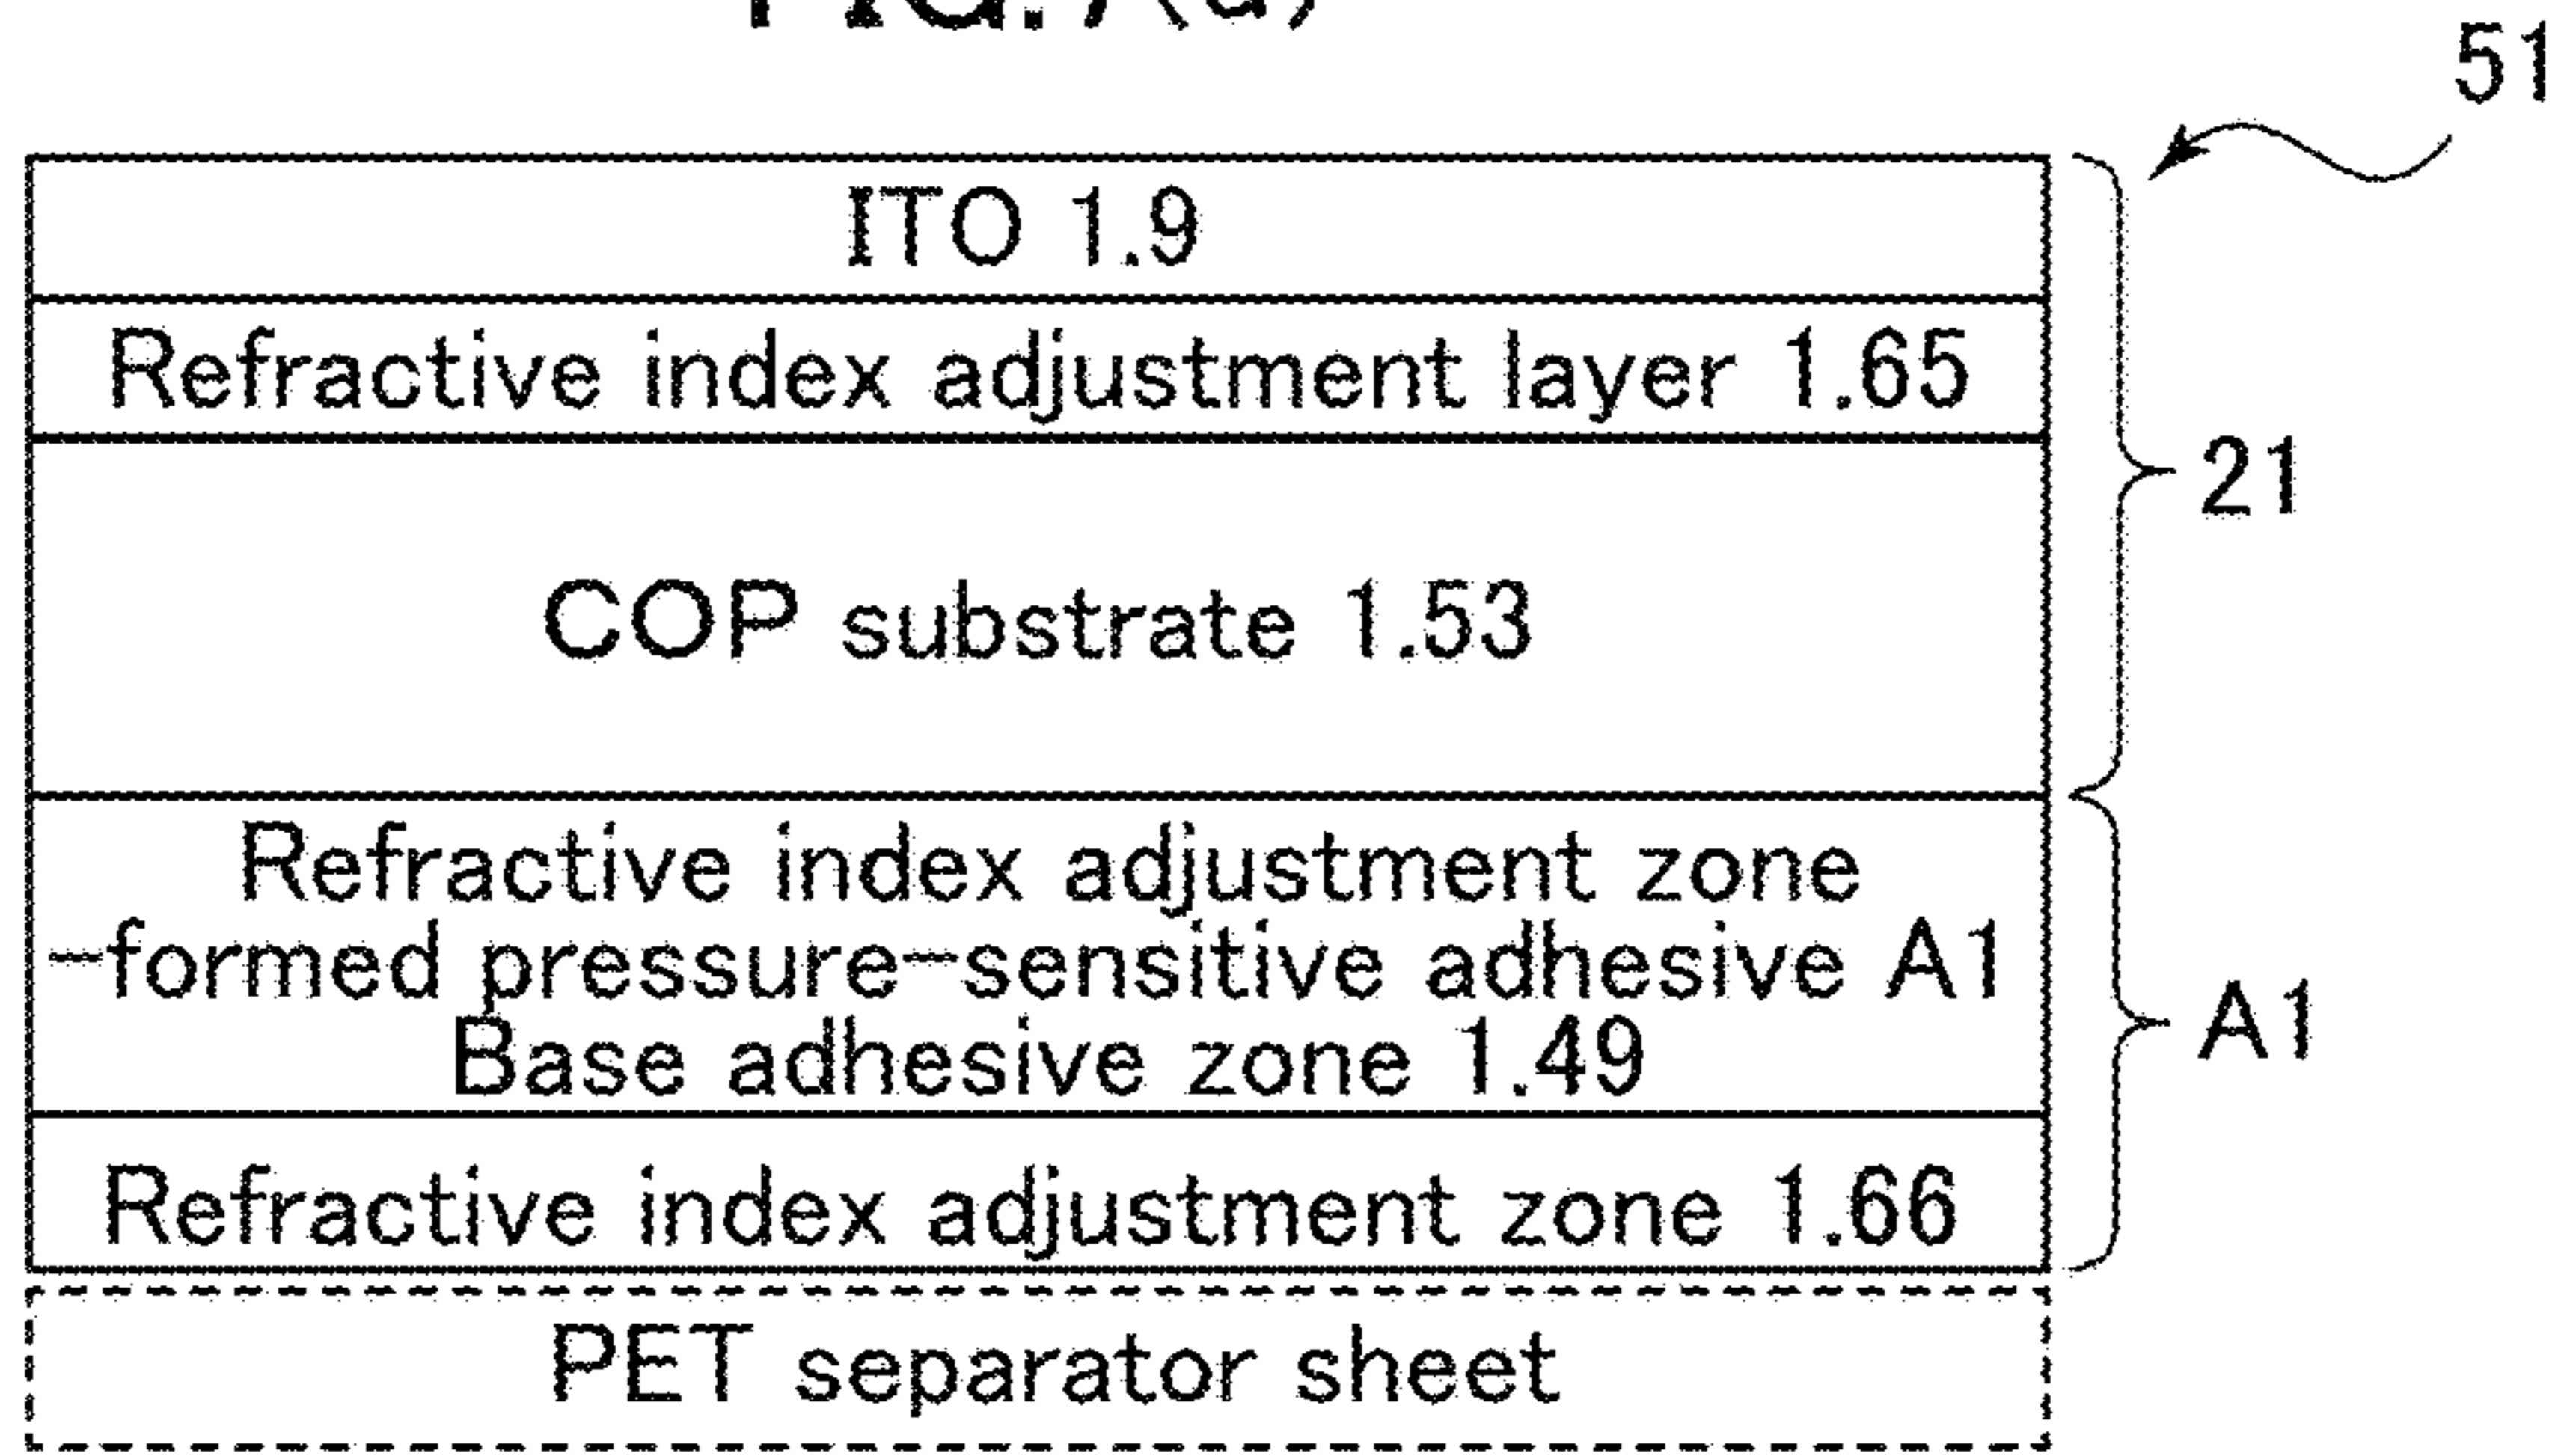 51
ITO 1.9
Refractive index adjustment layer 1.65
21
COP substrate 1.53
Refractive index adjustment zone
-formed pressure-sensitive adhesive A1
Base adhesive zone 1.49
A1
Refractive index adjustment zone 1.66
PET separator sheet